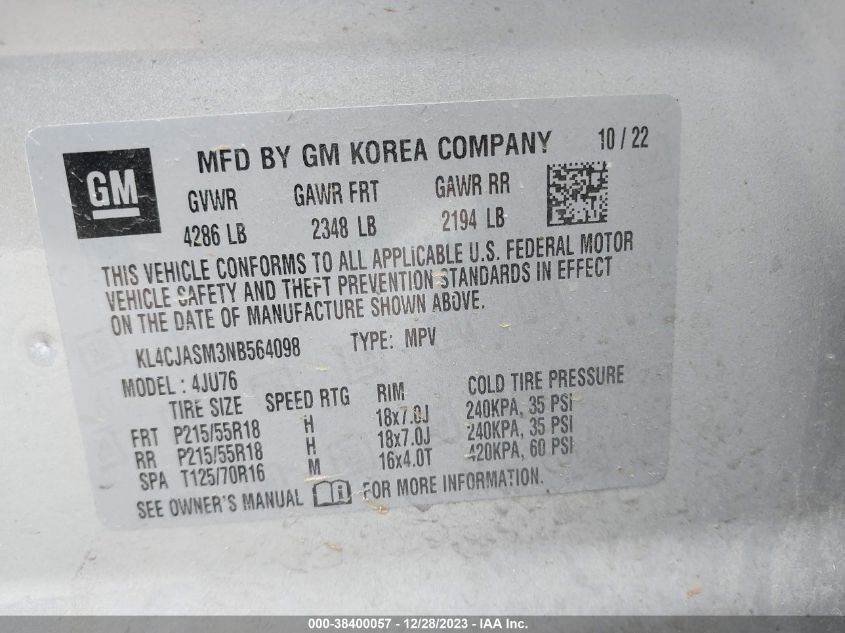 GM
MFD BY GM KOREA COMPANY 10 / 22
GVWR GAWR FRT GAWR RR
4286 LB 2348 LB 2194 LB
THIS VEHICLE CONFORMS TO ALL APPLICABLE U.S. FEDERAL MOTOR
VEHICLE SAFETY AND THEFT PREVENTION STANDARDS IN EFFECT
ON THE DATE OF MANUFACTURE SHOWN ABOVE.
KL4CJASM3NB564098 TYPE: MPV
MODEL : 4JU76
TIRE SIZE SPEED RTG RIM COLD TIRE PRESSURE
FRT P215/55R18 H 18x7.0J 240KPA, 35 PSI
RR P215/55R18 H 18x7.0J 240KPA, 35 PSI
SPA T125/70R16 M 16x4.0T 420KPA, 60 PSI
SEE OWNER'S MANUAL i FOR MORE INFORMATION.
000-38400057 - 12/28/2023 - IAA Inc.